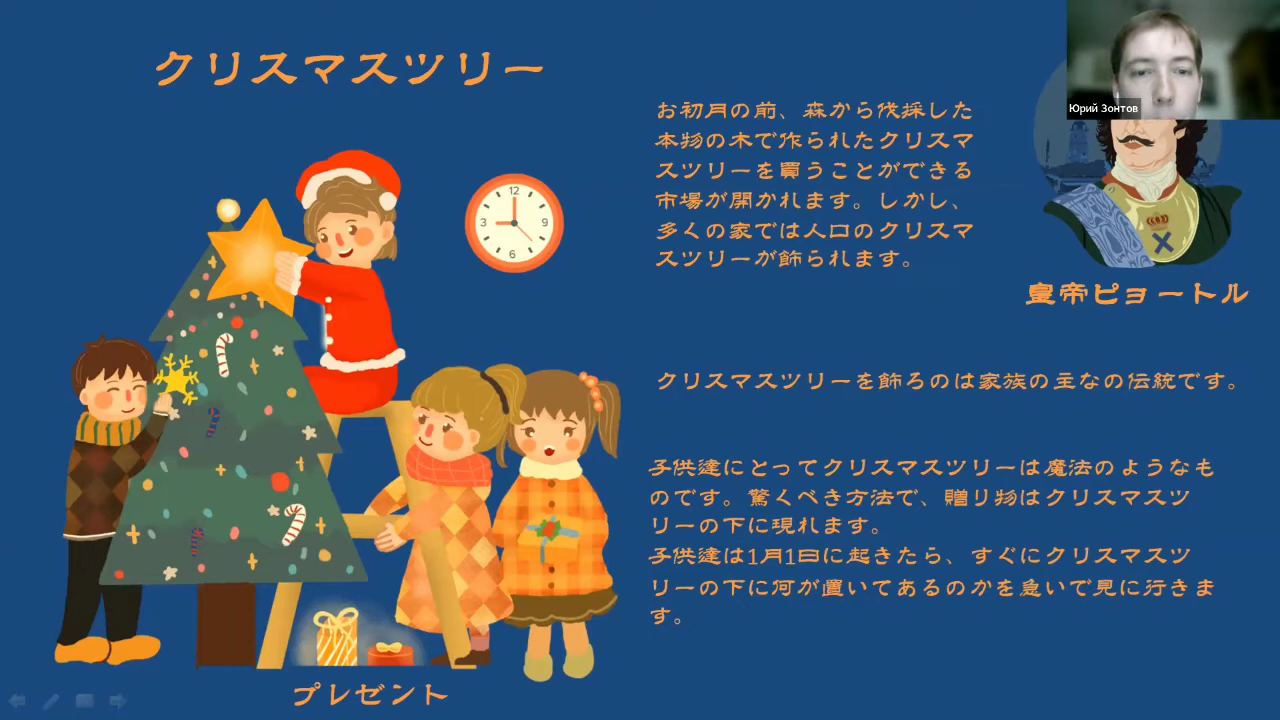 クリスマスツリー
お初月の前、森から伐採した
本物の木で作られたクリスマ
スツリーを買うことができる
市場が開かれます。しかし、
多くの家では人口のクリスマ
スツリーが飾られます。
Юрий Зонтов
皇帝ピョートル
12
3
9
6
クリスマスツリーを飾るのは家族の主なの伝統です。
子供達にとってクリスマスツリーは魔法のようなも
のです。驚くべき方法で、贈り物はクリスマスツ
リーの下に現れます。
子供達は1月1日に起きたら、すぐにクリスマスツ
リーの下に何が置いてあるのかを急いで見に行きま
す。
プレゼント